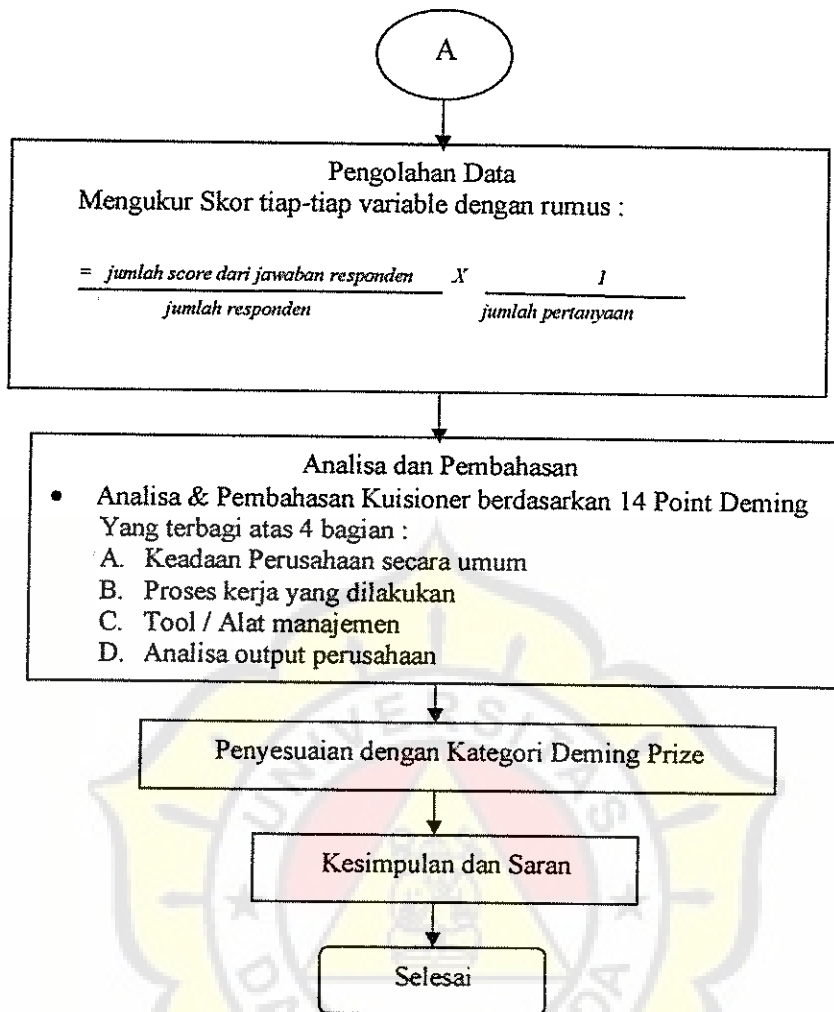 A
Pengolahan Data
Mengukur Skor tiap-tiap variable dengan rumus :
= jumlah score dari jawaban responden X 1
jumlah responden jumlah pertanyaan
Analisa dan Pembahasan
• Analisa & Pembahasan Kuisioner berdasarkan 14 Point Deming
Yang terbagi atas 4 bagian :
A. Keadaan Perusahaan secara umum
B. Proses kerja yang dilakukan
C. Tool / Alat manajemen
D. Analisa output perusahaan
Penyesuaian dengan Kategori Deming Prize
Kesimpulan dan Saran
Selesai
UNIVERSITAS